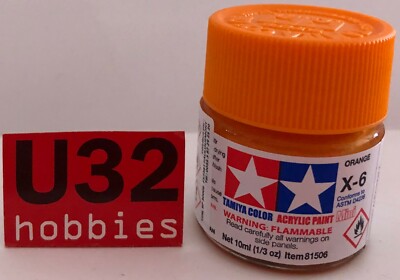 U32
hobbies
ORANGE
X-6
Conforms to
ASTM D4236
Mini
TAMIYA COLOR ACRYLIC PAINT
WARNING: FLAMMABLE
Read carefully all warnings on
side panels.
Net 10ml (1/3 oz) Item 81506